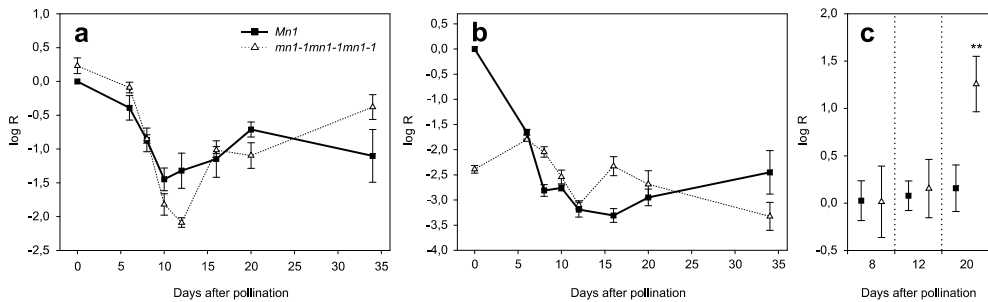 a
Mn1
mn1-1mn1-1mn1-1
log R
1,0
0,5
0,0
-0,5
-1,0
-1,5
-2,0
-2,5
0 5 10 15 20 25 30 35
Days after pollination
b
log R
0,5
0,0
-0,5
-1,0
-1,5
-2,0
-2,5
-3,0
-3,5
-4,0
0 5 10 15 20 25 30 35
Days after pollination
c
**
log R
2,0
1,5
1,0
0,5
0,0
-0,5
8 12 20
Days after pollination